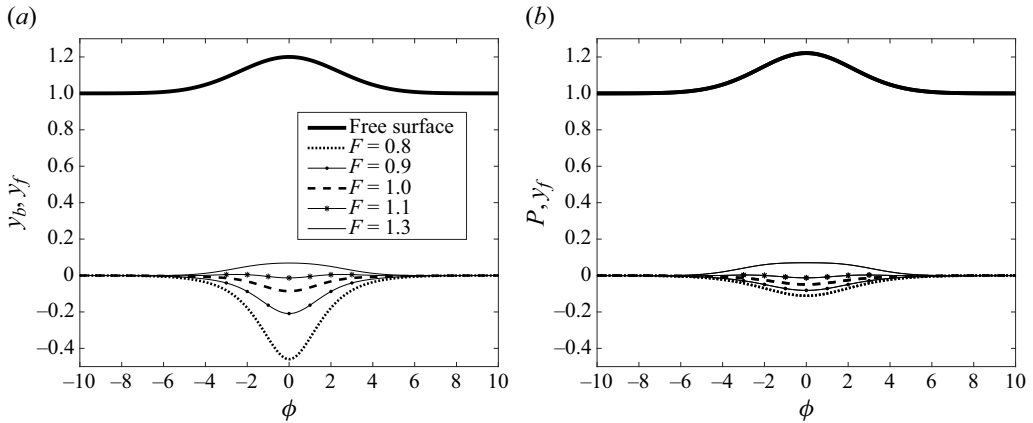 (a)
1.2
1.0
0.8
0.6
0.4
0.2
0
–0.2
–0.4
y_b, y_f
Free surface
F = 0.8
F = 0.9
F = 1.0
F = 1.1
F = 1.3
–10 –8 –6 –4 –2 0 2 4 6 8 10
ϕ
(b)
1.2
1.0
0.8
0.6
0.4
0.2
0
–0.2
–0.4
P, y_f
–10 –8 –6 –4 –2 0 2 4 6 8 10
ϕ